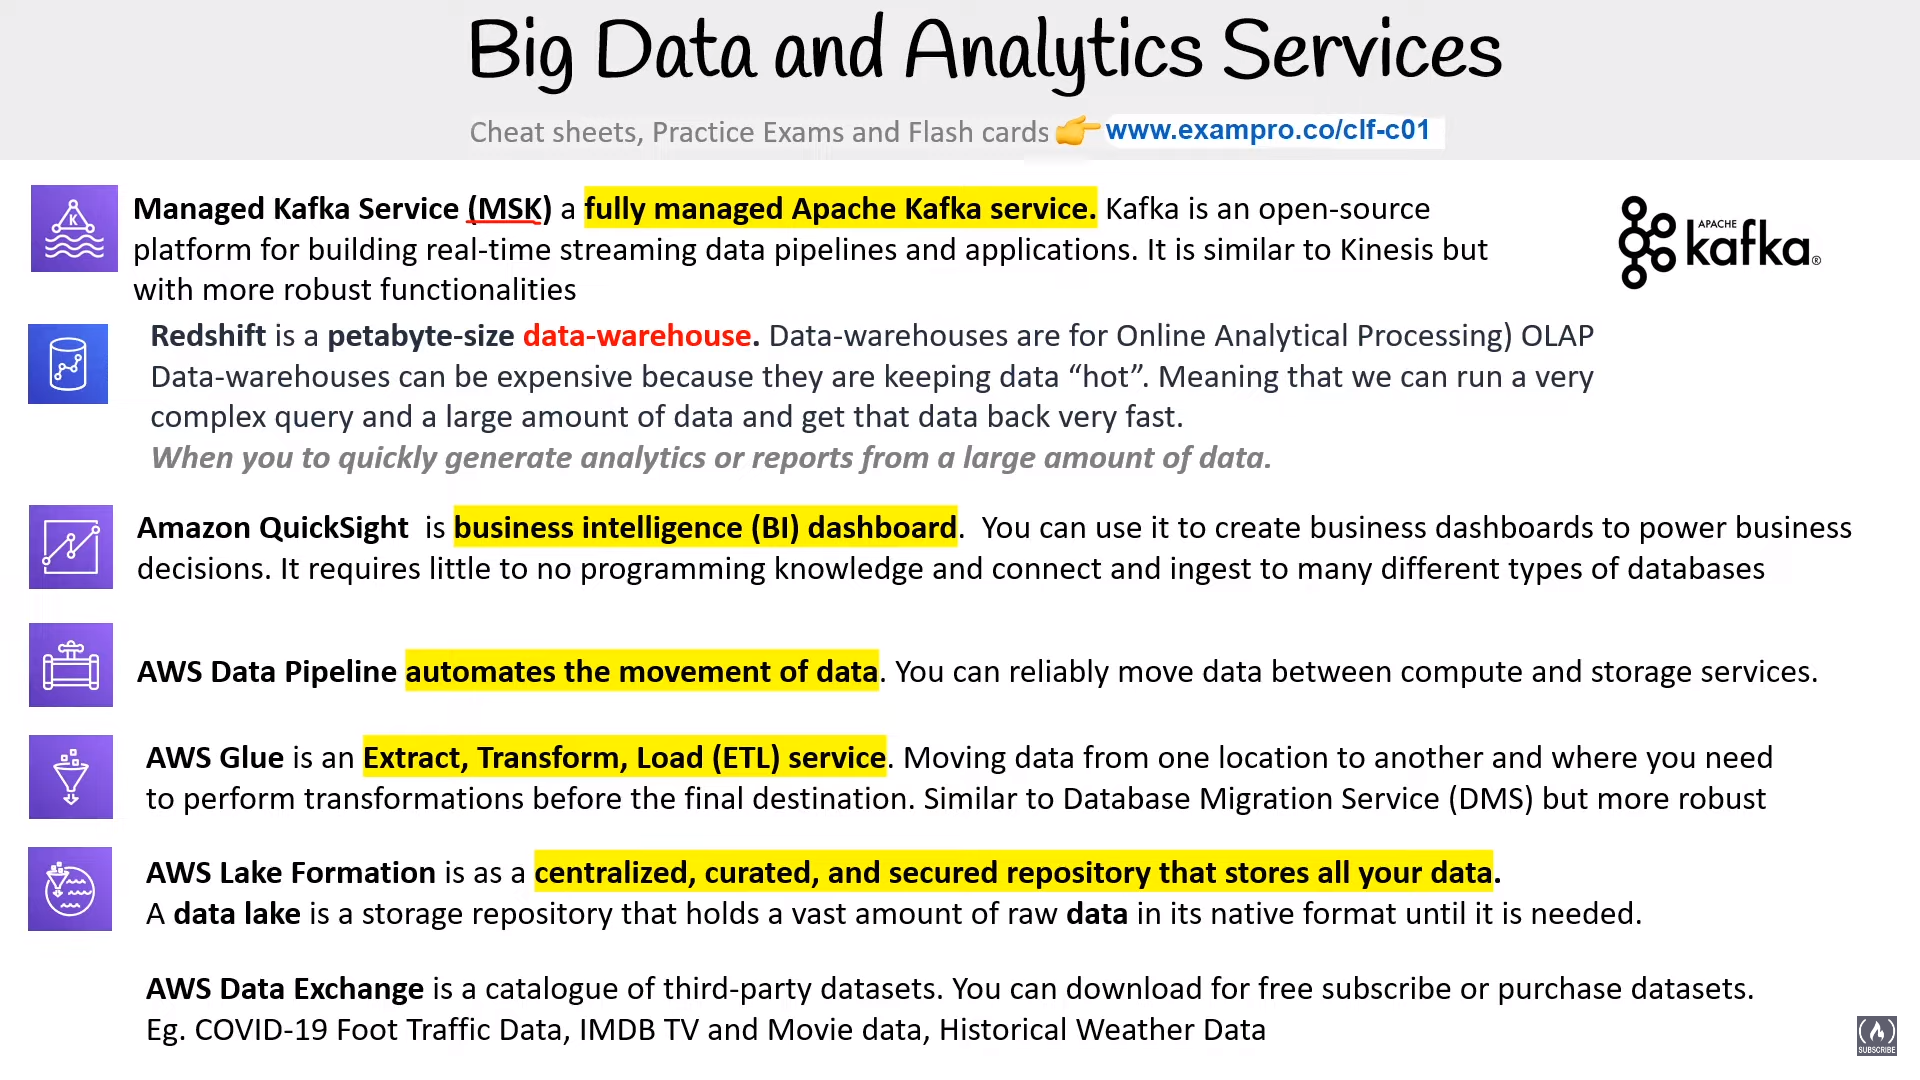 Big Data and Analytics Services
Cheat sheets, Practice Exams and Flash cards 👉 www.exampro.co/clf-c01
K
Managed Kafka Service (MSK) a fully managed Apache Kafka service. Kafka is an open-source
platform for building real-time streaming data pipelines and applications. It is similar to Kinesis but
with more robust functionalities
APACHE
kafka®
Redshift is a petabyte-size data-warehouse. Data-warehouses are for Online Analytical Processing) OLAP
Data-warehouses can be expensive because they are keeping data “hot”. Meaning that we can run a very
complex query and a large amount of data and get that data back very fast.
When you to quickly generate analytics or reports from a large amount of data.
Amazon QuickSight is business intelligence (BI) dashboard. You can use it to create business dashboards to power business
decisions. It requires little to no programming knowledge and connect and ingest to many different types of databases
AWS Data Pipeline automates the movement of data. You can reliably move data between compute and storage services.
AWS Glue is an Extract, Transform, Load (ETL) service. Moving data from one location to another and where you need
to perform transformations before the final destination. Similar to Database Migration Service (DMS) but more robust
AWS Lake Formation is as a centralized, curated, and secured repository that stores all your data.
A data lake is a storage repository that holds a vast amount of raw data in its native format until it is needed.
AWS Data Exchange is a catalogue of third-party datasets. You can download for free subscribe or purchase datasets.
Eg. COVID-19 Foot Traffic Data, IMDB TV and Movie data, Historical Weather Data
SUBSCRIBE